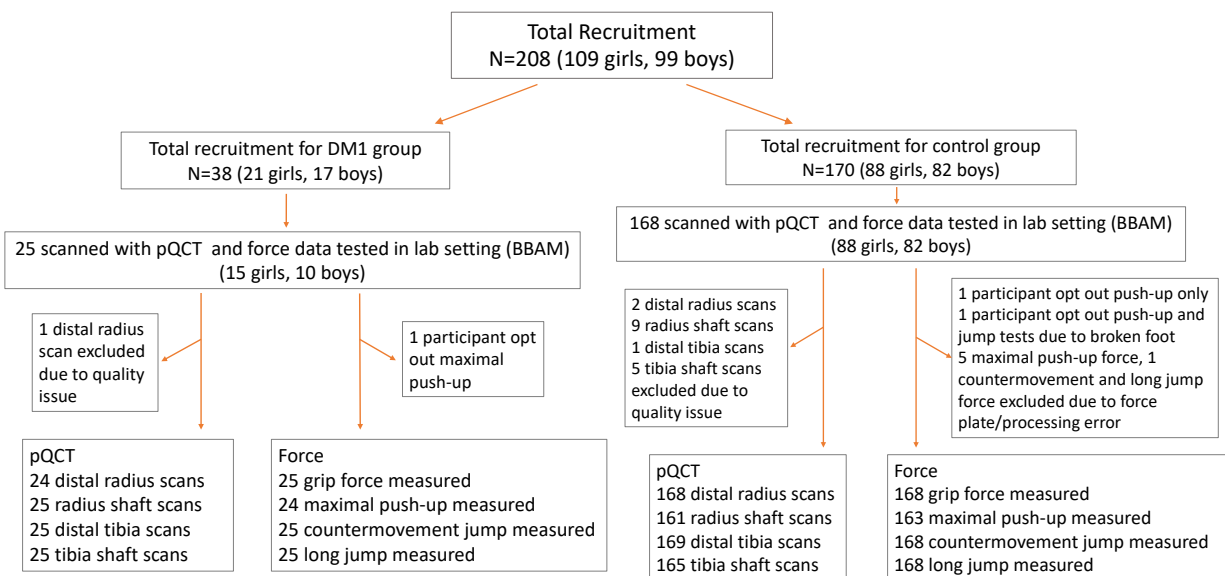 Total Recruitment
N=208 (109 girls, 99 boys)
Total recruitment for DM1 group
N=38 (21 girls, 17 boys)
Total recruitment for control group
N=170 (88 girls, 82 boys)
25 scanned with pQCT and force data tested in lab setting (BBAM)
(15 girls, 10 boys)
168 scanned with pQCT and force data tested in lab setting (BBAM)
(88 girls, 82 boys)
1 distal radius
scan excluded
due to quality
issue
1 participant opt
out maximal
push-up
2 distal radius scans
9 radius shaft scans
1 distal tibia scans
5 tibia shaft scans
excluded due to
quality issue
1 participant opt out push-up only
1 participant opt out push-up and
jump tests due to broken foot
5 maximal push-up force, 1
countermovement and long jump
force excluded due to force
plate/processing error
pQCT
24 distal radius scans
25 radius shaft scans
25 distal tibia scans
25 tibia shaft scans
Force
25 grip force measured
24 maximal push-up measured
25 countermovement jump measured
25 long jump measured
pQCT
168 distal radius scans
161 radius shaft scans
169 distal tibia scans
165 tibia shaft scans
Force
168 grip force measured
163 maximal push-up measured
168 countermovement jump measured
168 long jump measured